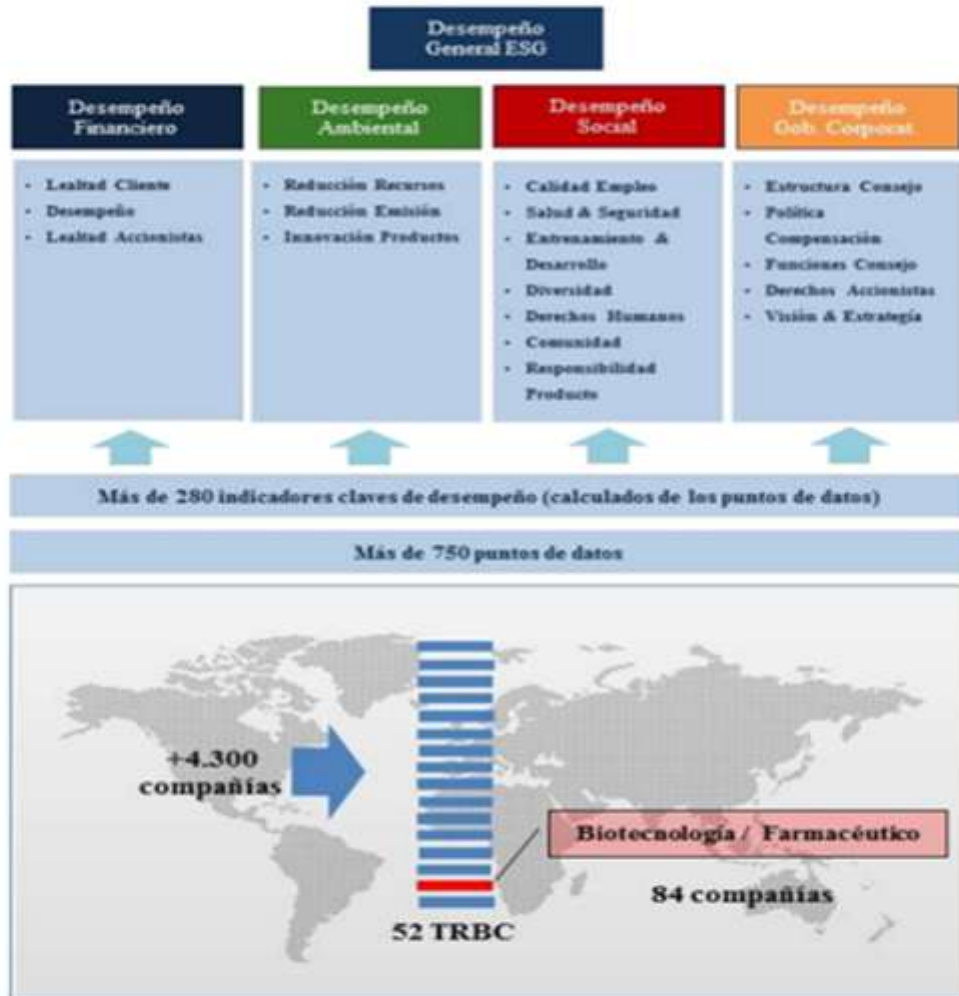 Desempeño
General ESG
Desempeño
Financiero
Desempeño
Ambiental
Desempeño
Social
Desempeño
Gob. Corporat.
• Lealtad Cliente
• Desempeño
• Lealtad Accionistas
• Reducción Recursos
• Reducción Emisión
• Innovación Productos
• Calidad Empleo
• Salud & Seguridad
• Entrenamiento &
Desarrollo
• Diversidad
• Derechos Humanos
• Comunidad
• Responsibilidad
Producto
• Estructura Consejo
• Política
Compensación
• Funciones Consejo
• Derechos Accionistas
• Visión & Estrategía
Más de 280 indicadores claves de desempeño (calculados de los puntos de datos)
Más de 750 puntos de datos
+4.300
compañías
Biotecnología / Farmacéutico
84 compañías
52 TRBC